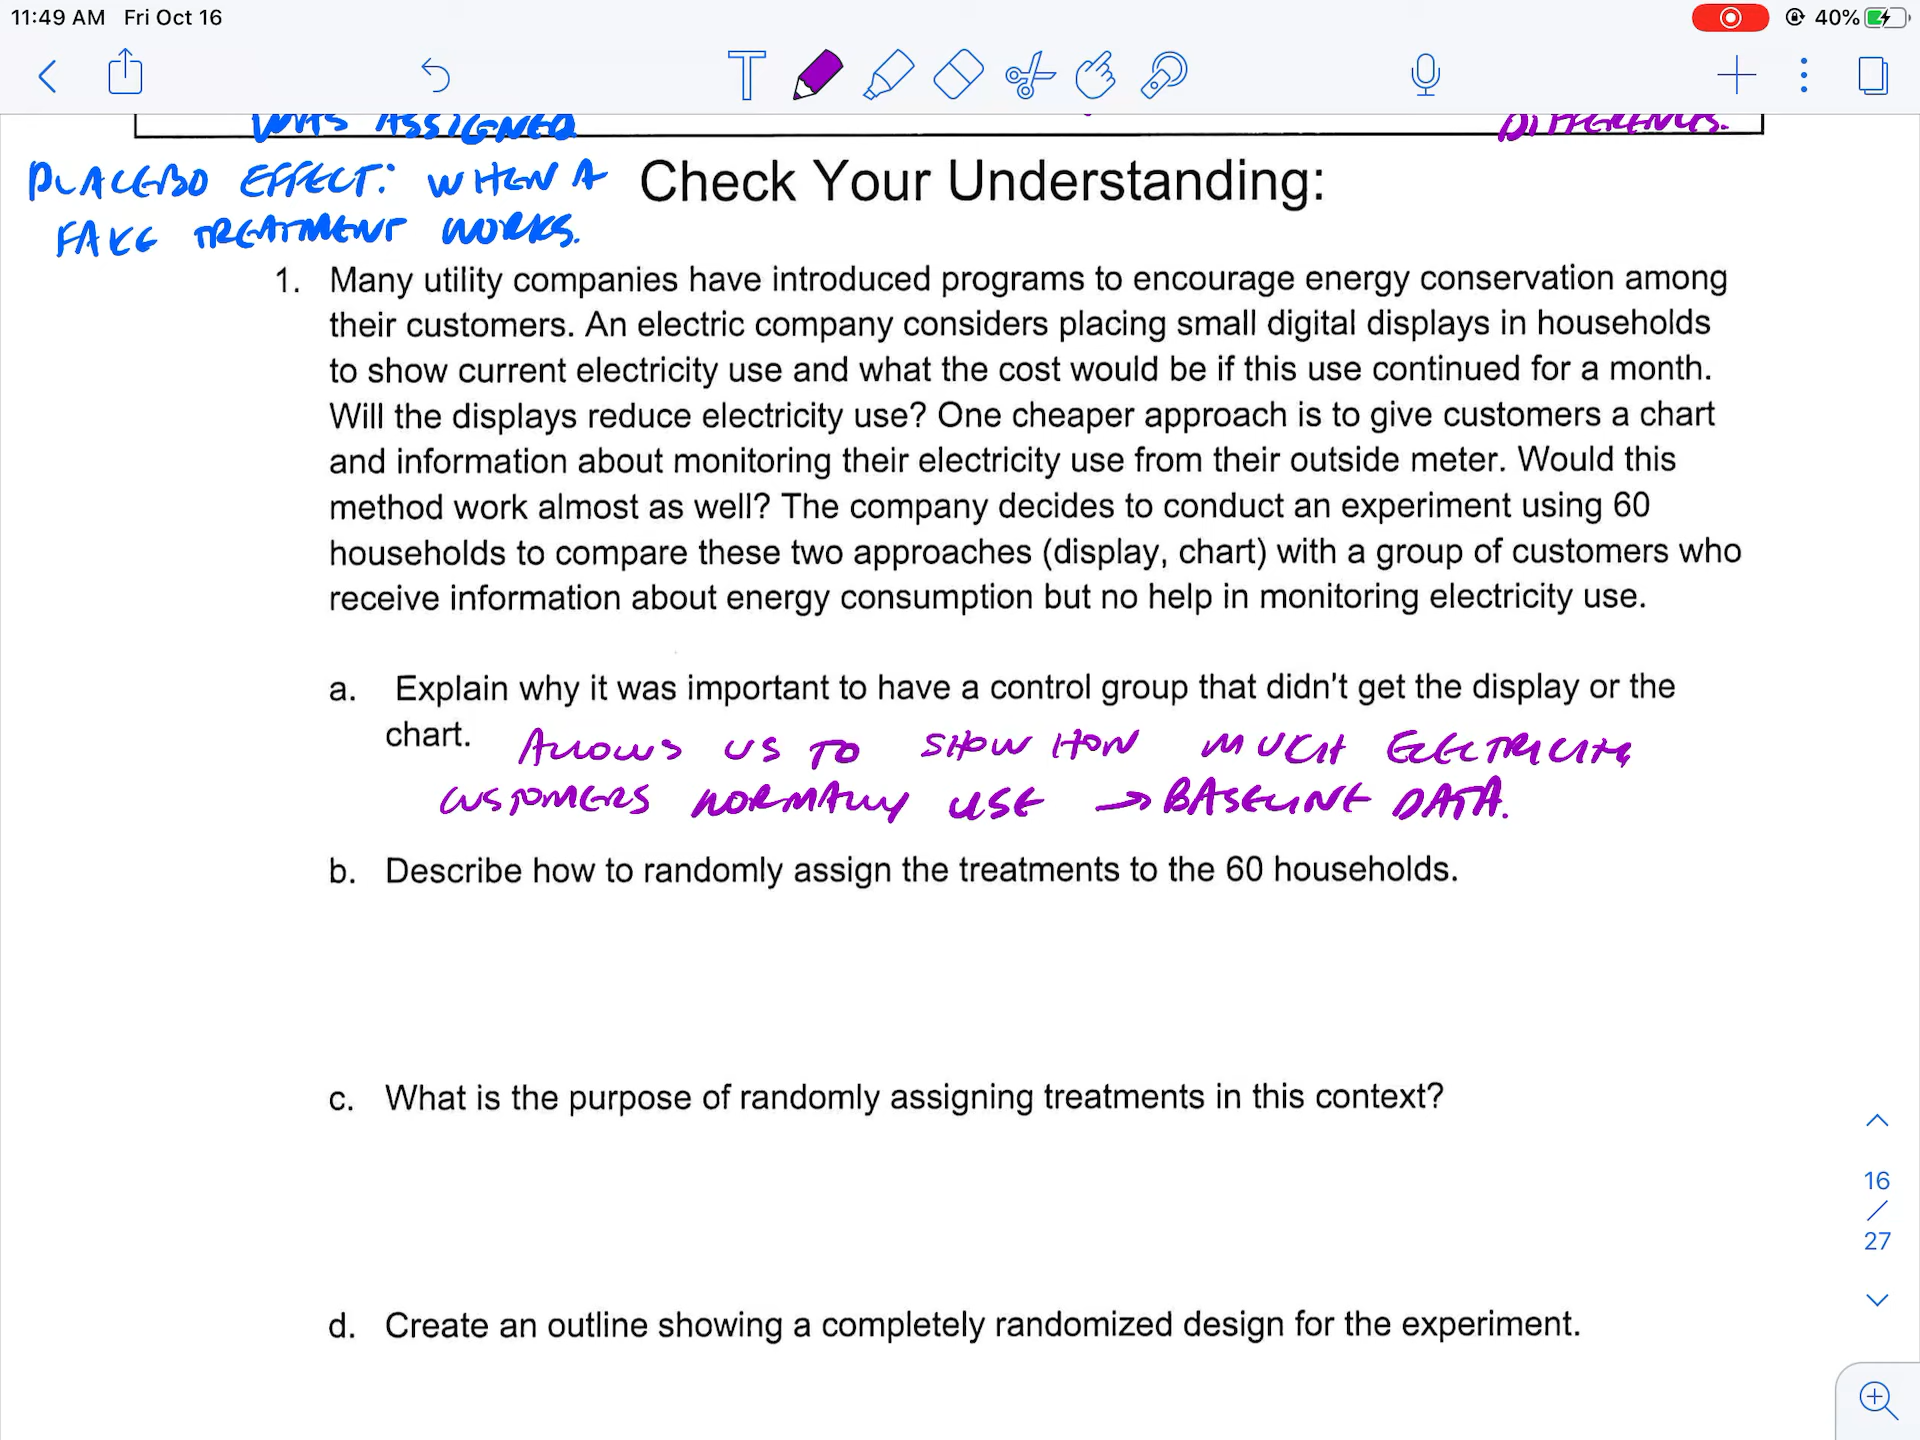 11:49 AM Fri Oct 16
40%
T
WAS ASSIGNED
DIFFERENCES.
PLACEBO EFFECT: WHEN A
FAKE TREATMENT WORKS.
Check Your Understanding:
1. Many utility companies have introduced programs to encourage energy conservation among
their customers. An electric company considers placing small digital displays in households
to show current electricity use and what the cost would be if this use continued for a month.
Will the displays reduce electricity use? One cheaper approach is to give customers a chart
and information about monitoring their electricity use from their outside meter. Would this
method work almost as well? The company decides to conduct an experiment using 60
households to compare these two approaches (display, chart) with a group of customers who
receive information about energy consumption but no help in monitoring electricity use.
a. Explain why it was important to have a control group that didn't get the display or the
chart. ALLOWS US TO SHOW HOW MUCH ELECTRICITY
CUSTOMERS NORMALLY USE → BASELINE DATA.
b. Describe how to randomly assign the treatments to the 60 households.
c. What is the purpose of randomly assigning treatments in this context?
d. Create an outline showing a completely randomized design for the experiment.
16
/
27